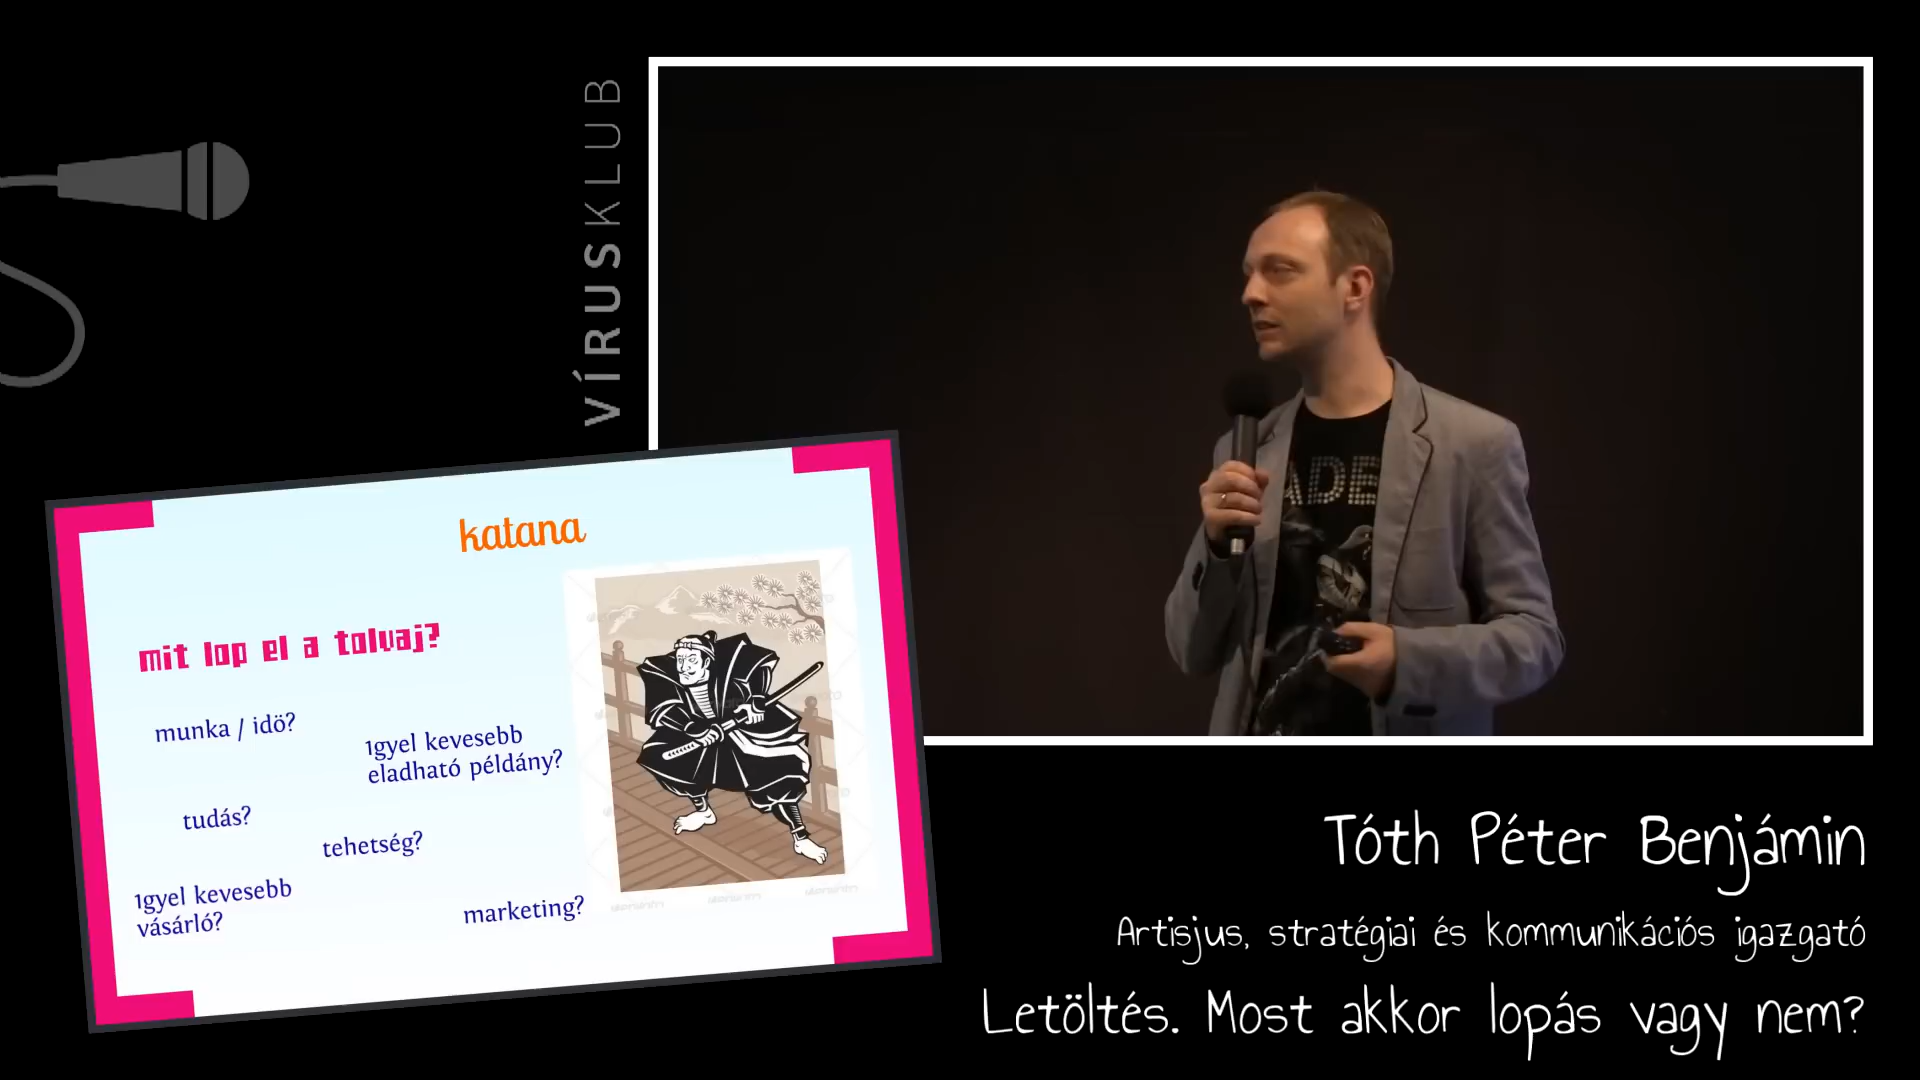 VÍRUSKLUB
ADE
katana
mit lop el a tolvaj?
munka / idö?
1gyel kevesebb
eladható példány?
tudás?
tehetség?
1gyel kevesebb
vásárló?
marketing?
Tóth Péter Benjámin
Artisjus, stratégiai és kommunikációs igazgató
Letöltés. Most akkor lopás vagy nem?